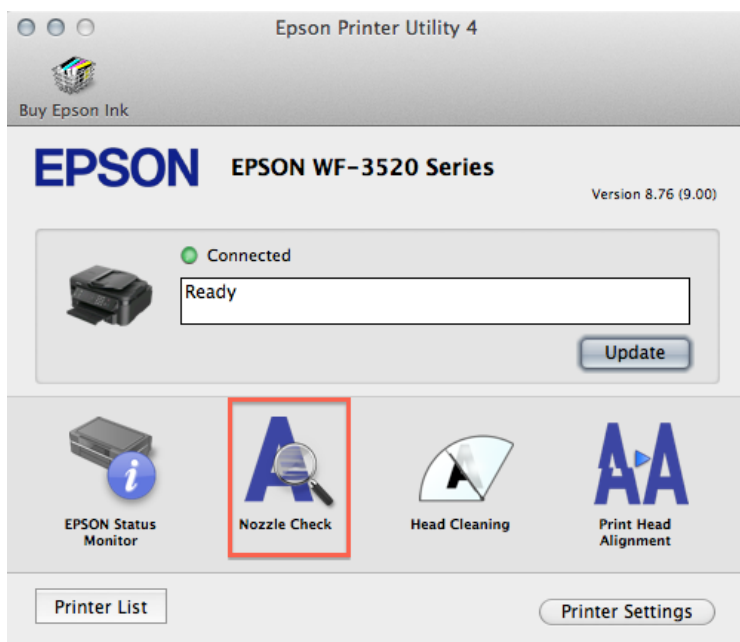 Epson Printer Utility 4
Buy Epson Ink
EPSON
EPSON WF-3520 Series
Version 8.76 (9.00)
Connected
Ready
Update
EPSON Status
Monitor
Nozzle Check
Head Cleaning
Print Head
Alignment
Printer List
Printer Settings